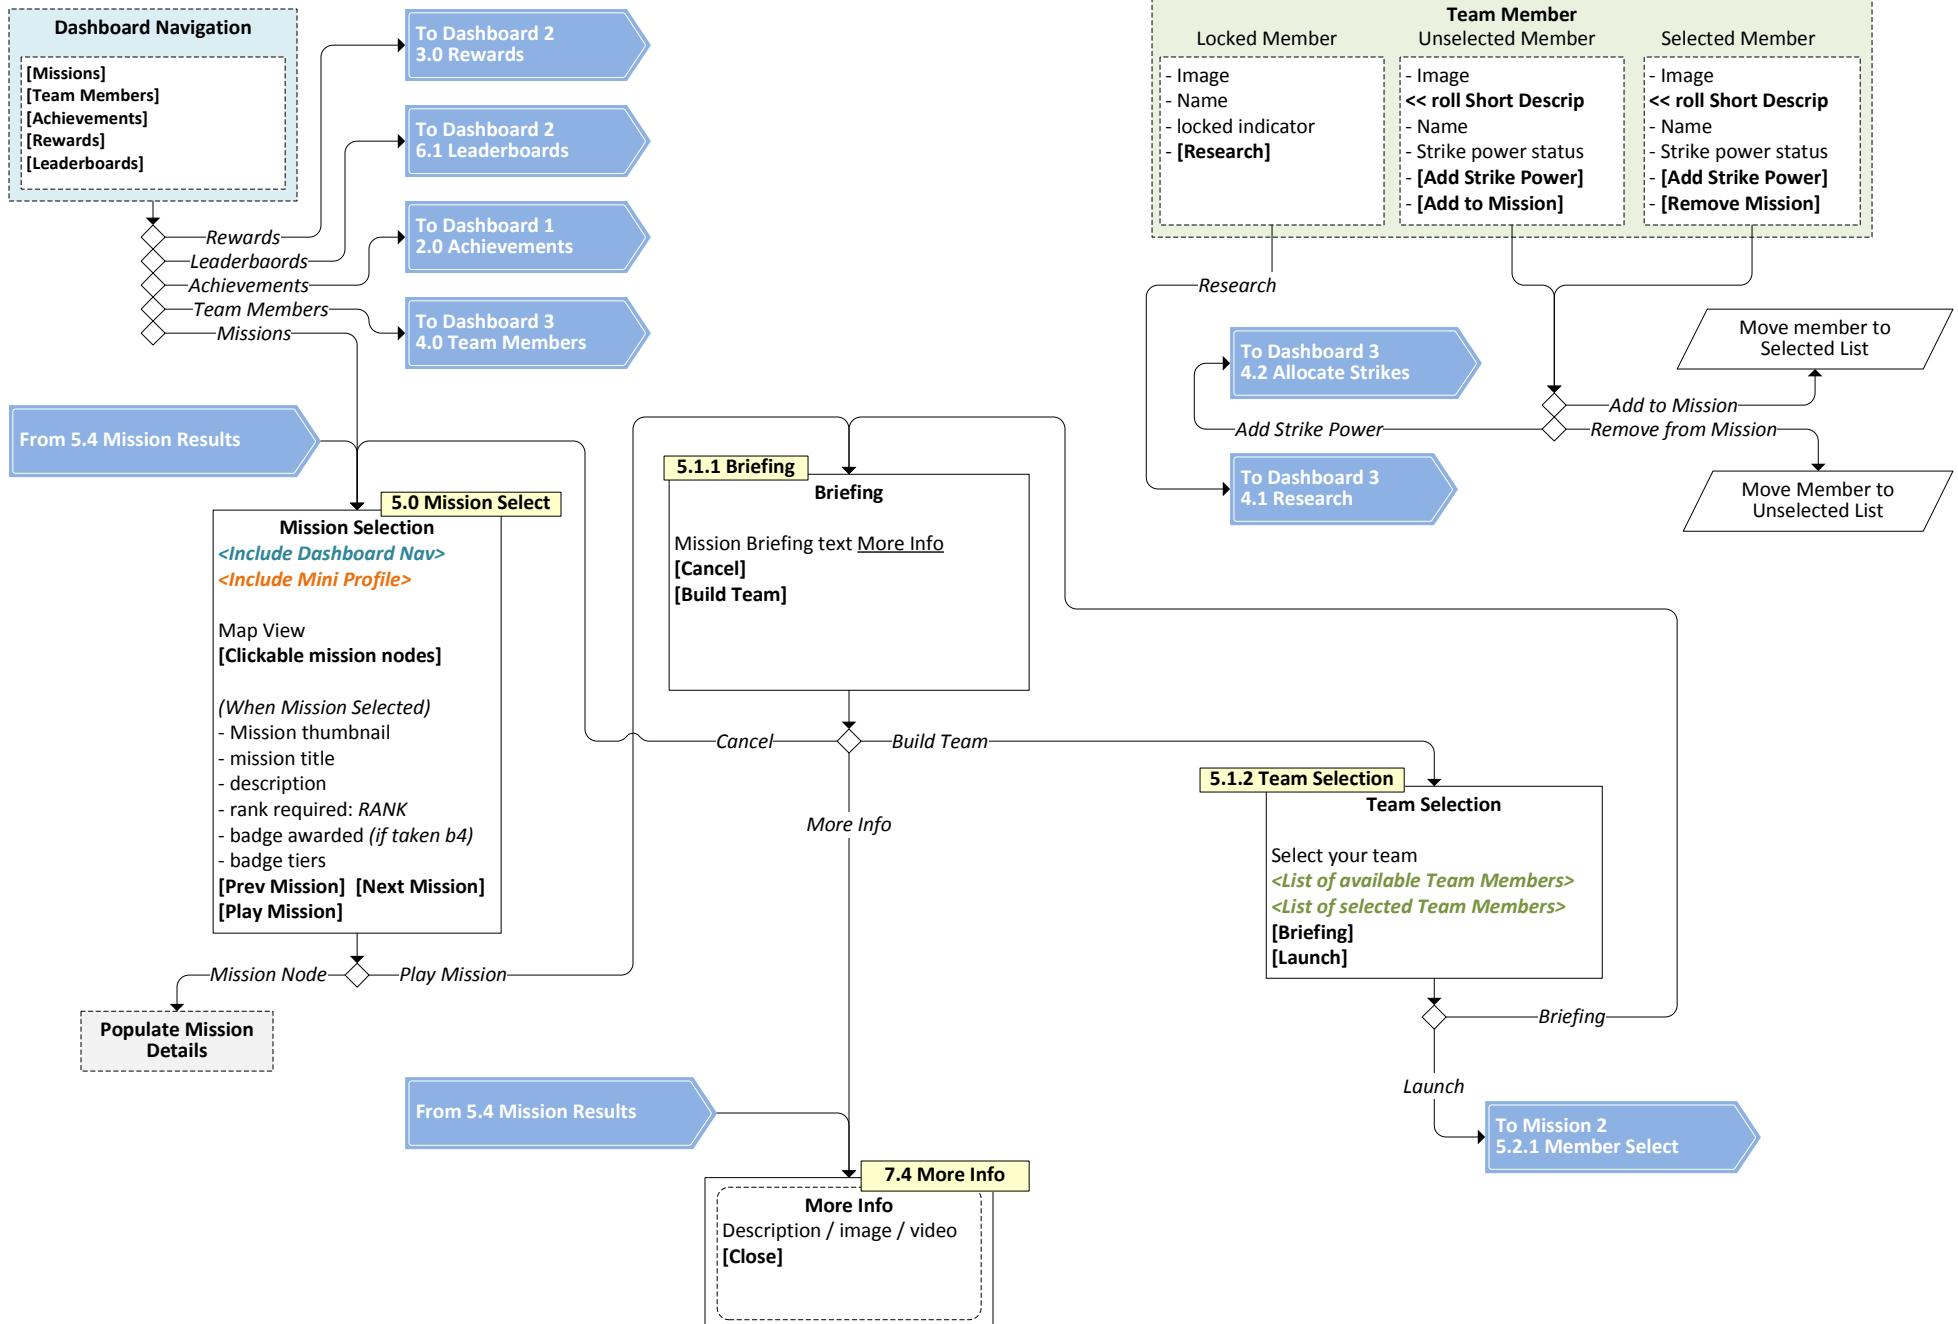 Dashboard Navigation
[Missions]
[Team Members]
[Achievements]
[Rewards]
[Leaderboards]
Rewards
Leaderbaords
Achievements
Team Members
Missions
To Dashboard 2
3.0 Rewards
To Dashboard 2
6.1 Leaderboards
To Dashboard 1
2.0 Achievements
To Dashboard 3
4.0 Team Members
Team Member
Locked Member
- Image
- Name
- locked indicator
- [Research]
Unselected Member
- Image
<< roll Short Descrip
- Name
- Strike power status
- [Add Strike Power]
- [Add to Mission]
Selected Member
- Image
<< roll Short Descrip
- Name
- Strike power status
- [Add Strike Power]
- [Remove Mission]
Research
To Dashboard 3
4.2 Allocate Strikes
Add Strike Power
To Dashboard 3
4.1 Research
Add to Mission
Remove from Mission
Move member to
Selected List
Move Member to
Unselected List
From 5.4 Mission Results
5.0 Mission Select
Mission Selection
<Include Dashboard Nav>
<Include Mini Profile>
Map View
[Clickable mission nodes]
(When Mission Selected)
- Mission thumbnail
- mission title
- description
- rank required: RANK
- badge awarded (if taken b4)
- badge tiers
[Prev Mission] [Next Mission]
[Play Mission]
Mission Node
Play Mission
Populate Mission
Details
5.1.1 Briefing
Briefing
Mission Briefing text More Info
[Cancel]
[Build Team]
Cancel
Build Team
More Info
5.1.2 Team Selection
Team Selection
Select your team
<List of available Team Members>
<List of selected Team Members>
[Briefing]
[Launch]
Briefing
Launch
To Mission 2
5.2.1 Member Select
From 5.4 Mission Results
7.4 More Info
More Info
Description / image / video
[Close]